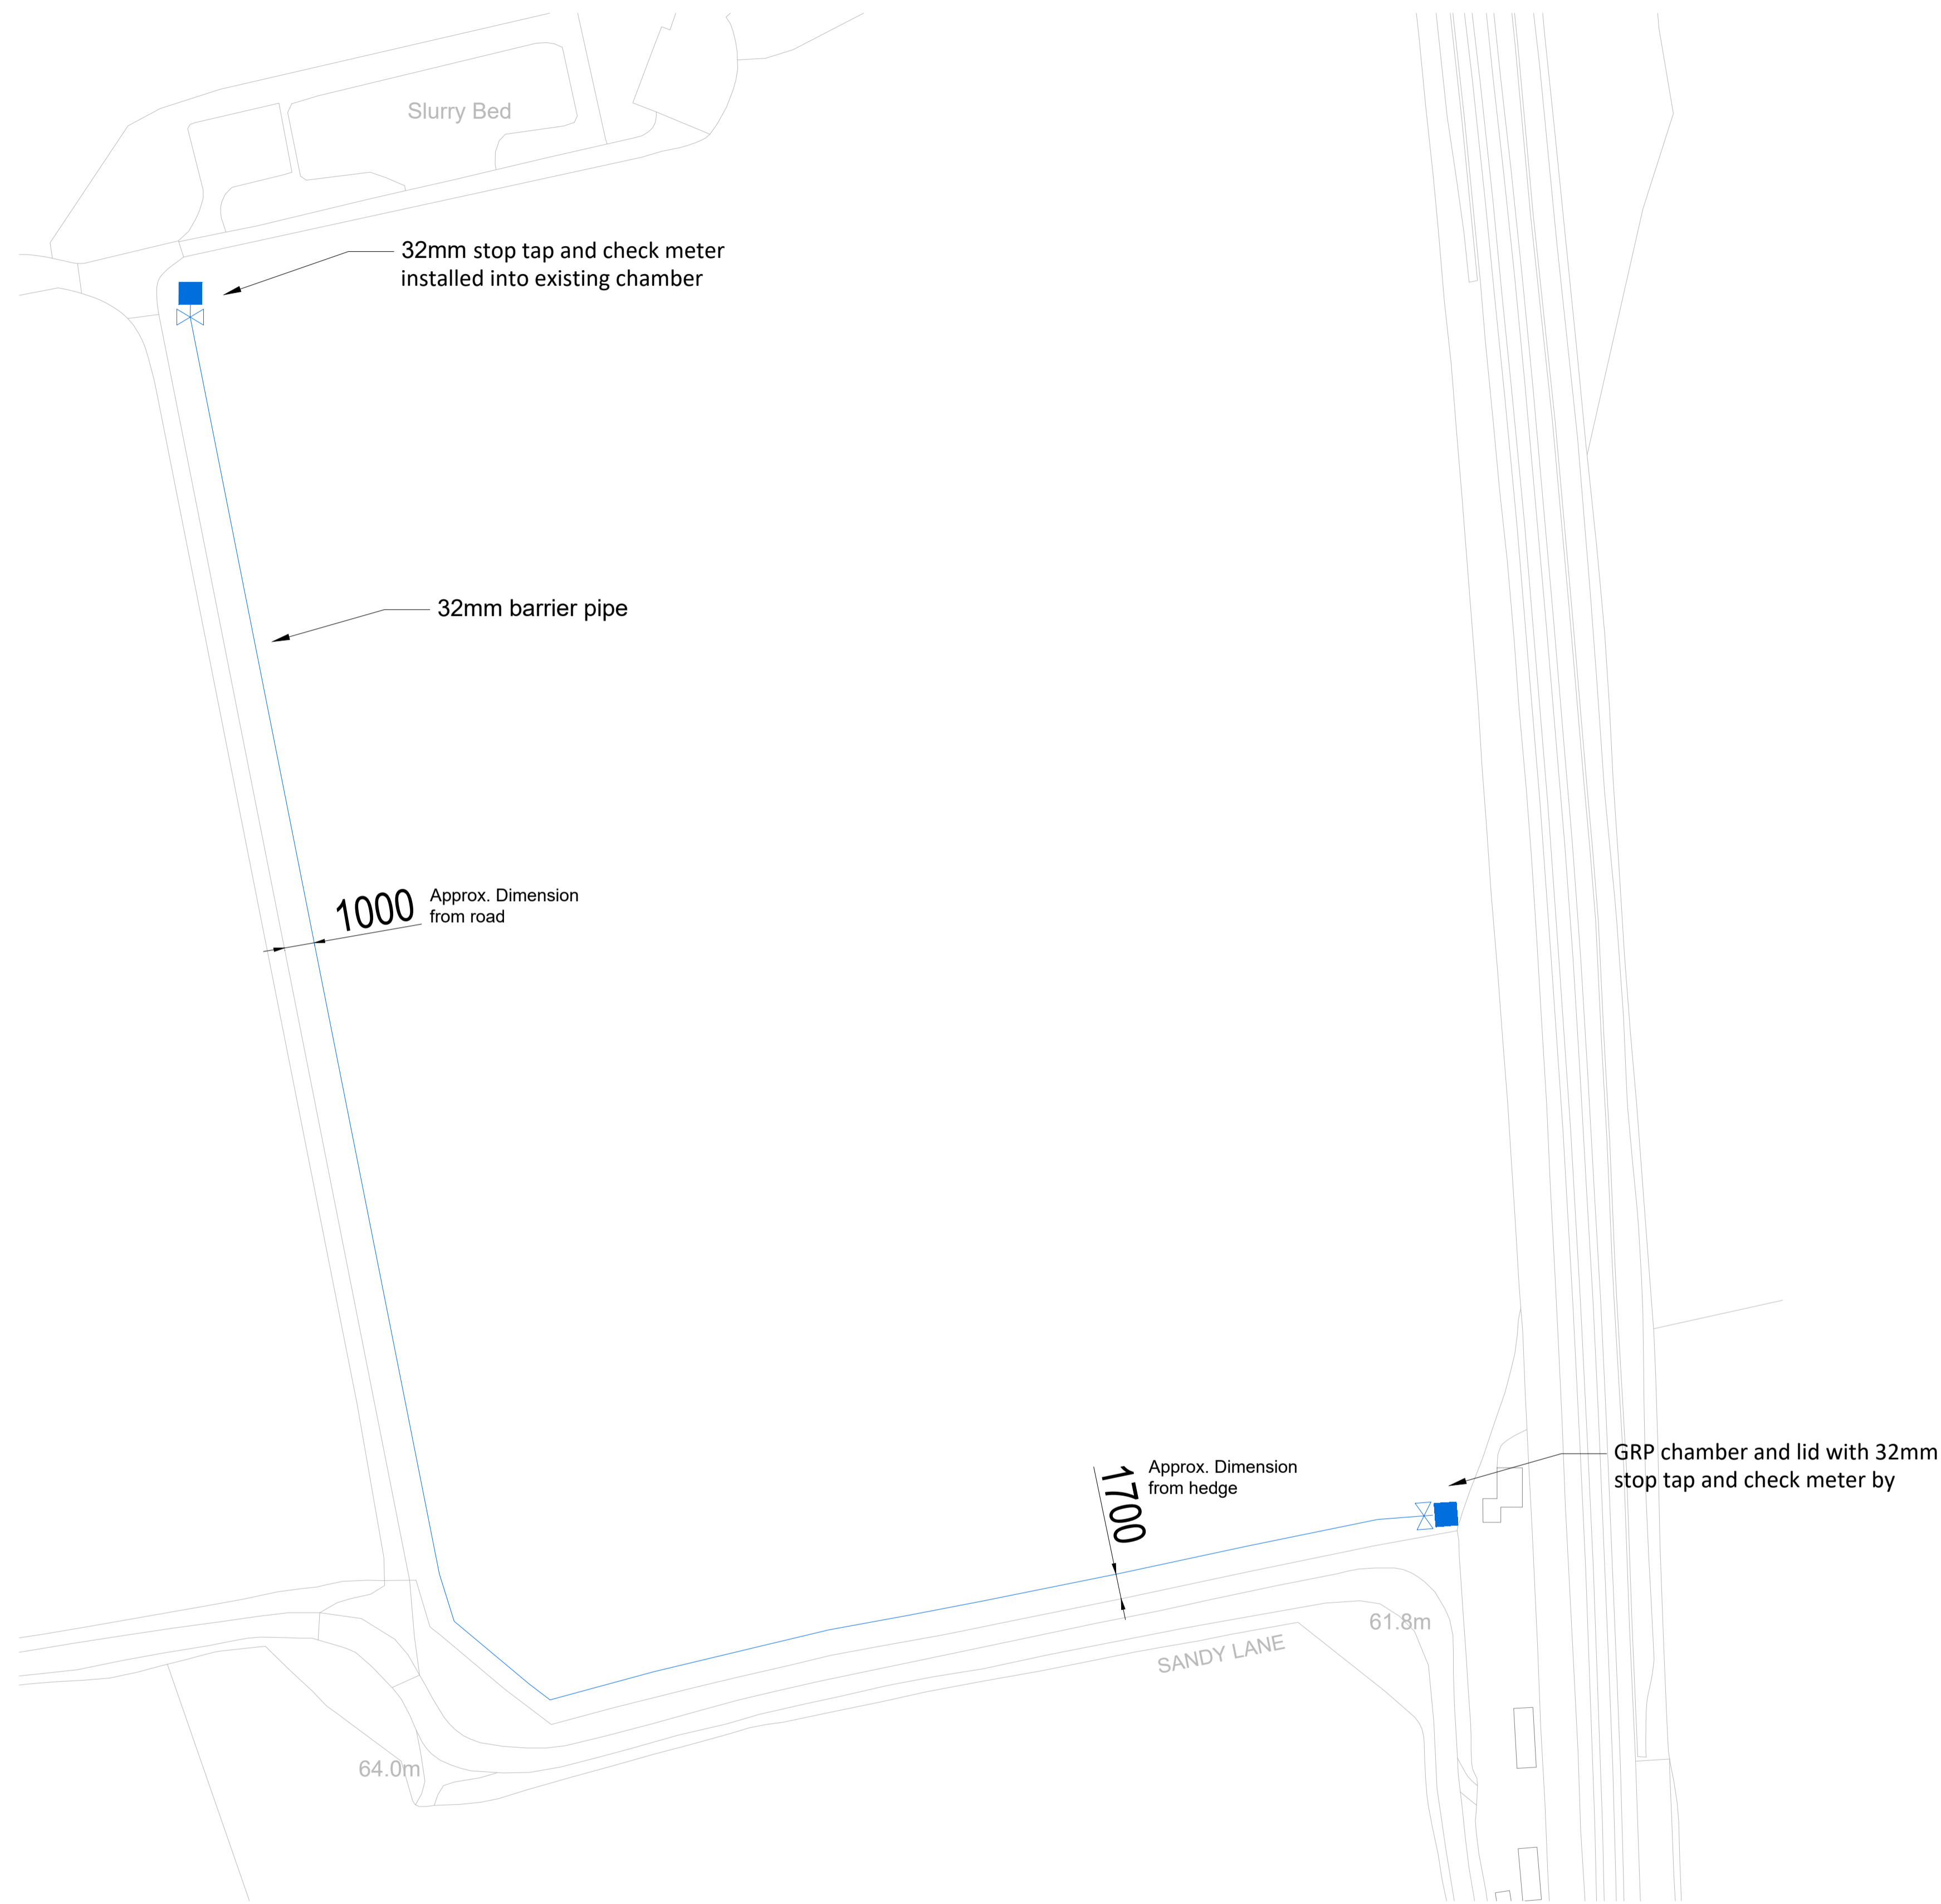 Slurry Bed
32mm stop tap and check meter
installed into existing chamber
32mm barrier pipe
1000
Approx. Dimension
from road
1700
Approx. Dimension
from hedge
GRP chamber and lid with 32mm
stop tap and check meter by
61.8m
SANDY LANE
64.0m